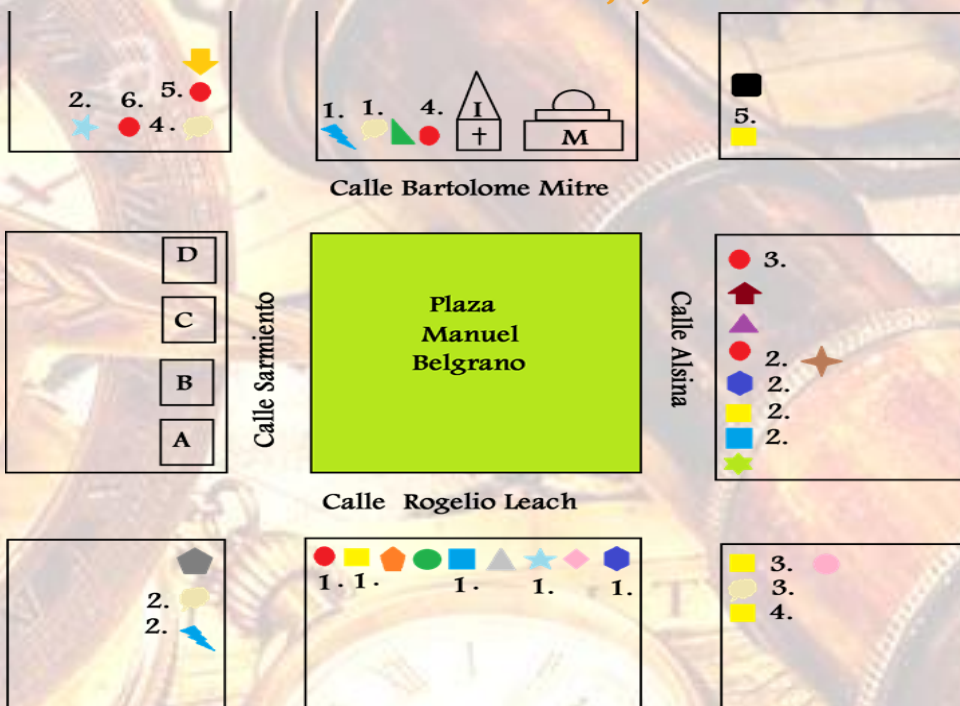 5.
2. 6.
4.
1. 1. 4. I
† M
5.
Calle Bartolome Mitre
D
C
B
A
Calle Sarmiento
Plaza
Manuel
Belgrano
Calle Alsina
3.
2.
2.
2.
2.
Calle Rogelio Leach
2.
2.
1. 1. 1. 1. 1.
3.
3.
4.